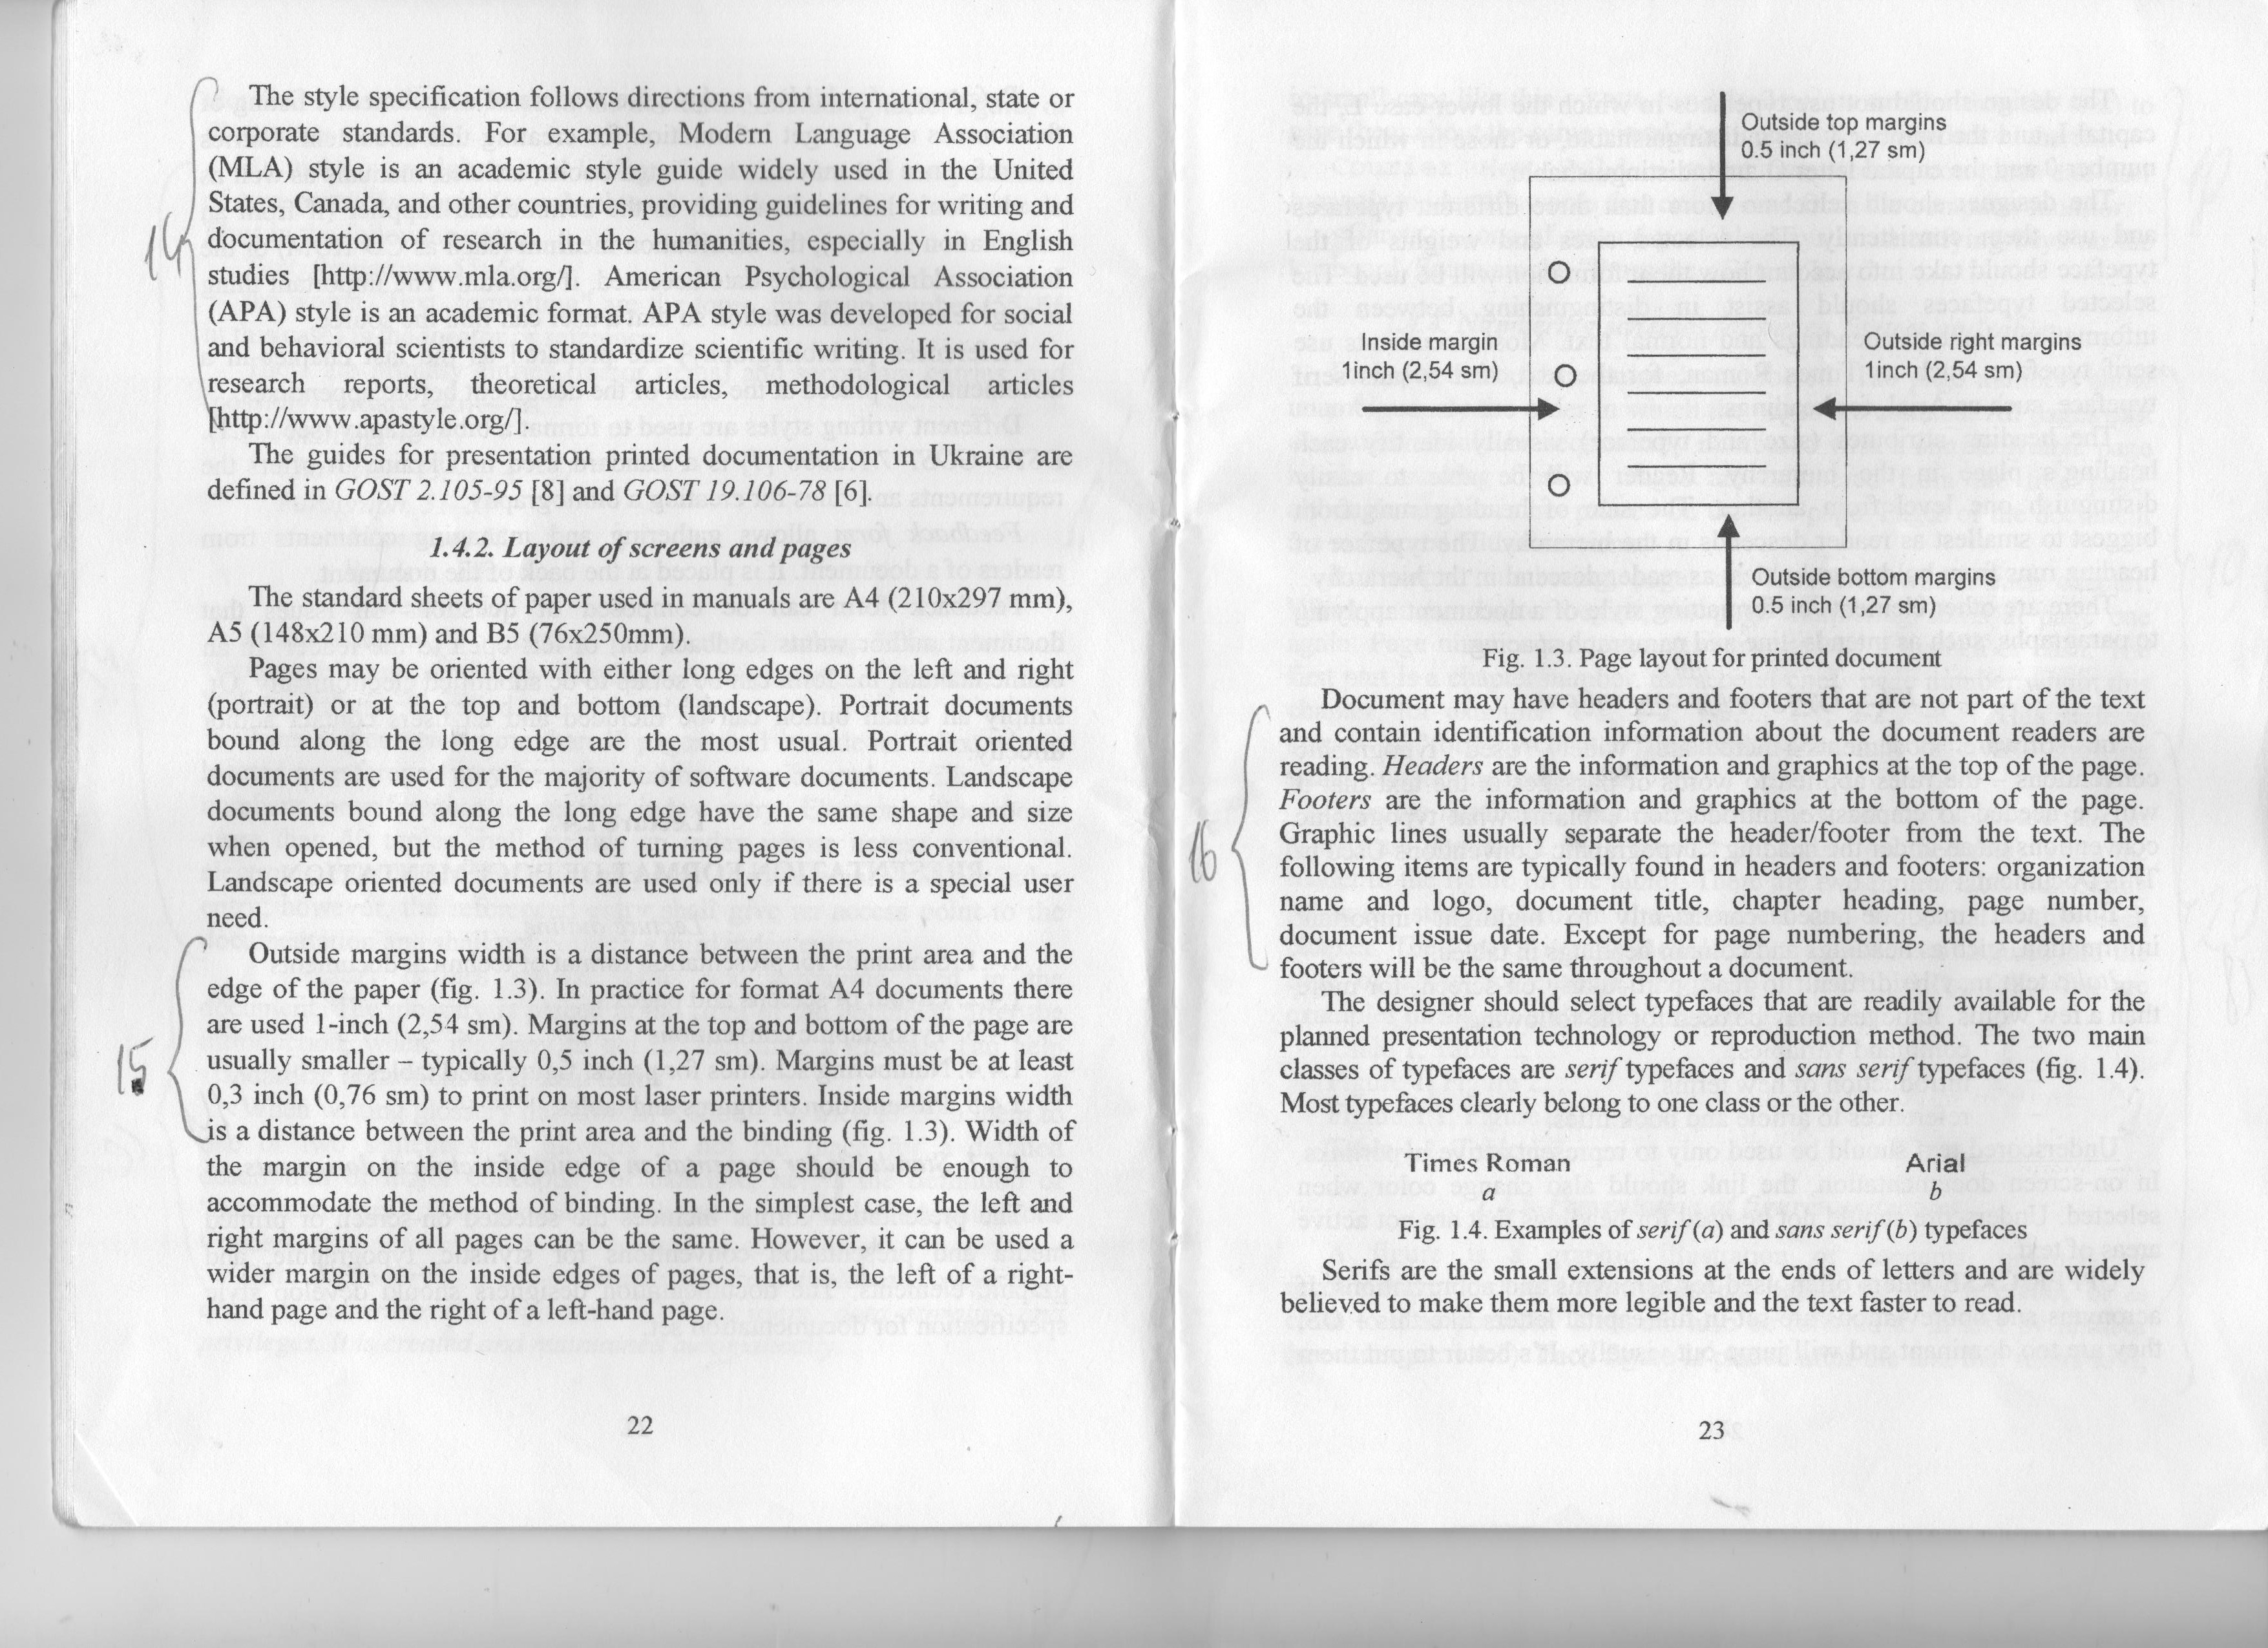 The style specification follows directions from international, state or
corporate standards. For example, Modern Language Association
(MLA) style is an academic style guide widely used in the United
States, Canada, and other countries, providing guidelines for writing and
documentation of research in the humanities, especially in English
14
studies [http://www.mla.org/]. American Psychological Association
(APA) style is an academic format. APA style was developed for social
and behavioral scientists to standardize scientific writing. It is used for
research reports, theoretical articles, methodological articles
[http://www.apastyle.org/].
The guides for presentation printed documentation in Ukraine are
defined in GOST 2.105-95 [8] and GOST 19.106-78 [6].
1.4.2. Layout of screens and pages
The standard sheets of paper used in manuals are A4 (210x297 mm),
A5 (148x210 mm) and B5 (76x250mm).
Pages may be oriented with either long edges on the left and right
(portrait) or at the top and bottom (landscape). Portrait documents
bound along the long edge are the most usual. Portrait oriented
documents are used for the majority of software documents. Landscape
documents bound along the long edge have the same shape and size
when opened, but the method of turning pages is less conventional.
Landscape oriented documents are used only if there is a special user
need.
Outside margins width is a distance between the print area and the
edge of the paper (fig. 1.3). In practice for format A4 documents there
are used 1-inch (2,54 sm). Margins at the top and bottom of the page are
usually smaller – typically 0,5 inch (1,27 sm). Margins must be at least
15
0,3 inch (0,76 sm) to print on most laser printers. Inside margins width
is a distance between the print area and the binding (fig. 1.3). Width of
the margin on the inside edge of a page should be enough to
accommodate the method of binding. In the simplest case, the left and
right margins of all pages can be the same. However, it can be used a
wider margin on the inside edges of pages, that is, the left of a right-
hand page and the right of a left-hand page.
22
Outside top margins
0.5 inch (1,27 sm)
Inside margin
1inch (2,54 sm)
Outside right margins
1inch (2,54 sm)
Outside bottom margins
0.5 inch (1,27 sm)
Fig. 1.3. Page layout for printed document
Document may have headers and footers that are not part of the text
and contain identification information about the document readers are
reading. Headers are the information and graphics at the top of the page.
Footers are the information and graphics at the bottom of the page.
Graphic lines usually separate the header/footer from the text. The
16
following items are typically found in headers and footers: organization
name and logo, document title, chapter heading, page number,
document issue date. Except for page numbering, the headers and
footers will be the same throughout a document.
The designer should select typefaces that are readily available for the
planned presentation technology or reproduction method. The two main
classes of typefaces are serif typefaces and sans serif typefaces (fig. 1.4).
Most typefaces clearly belong to one class or the other.
Times Roman Arial
a b
Fig. 1.4. Examples of serif (a) and sans serif (b) typefaces
Serifs are the small extensions at the ends of letters and are widely
believed to make them more legible and the text faster to read.
23